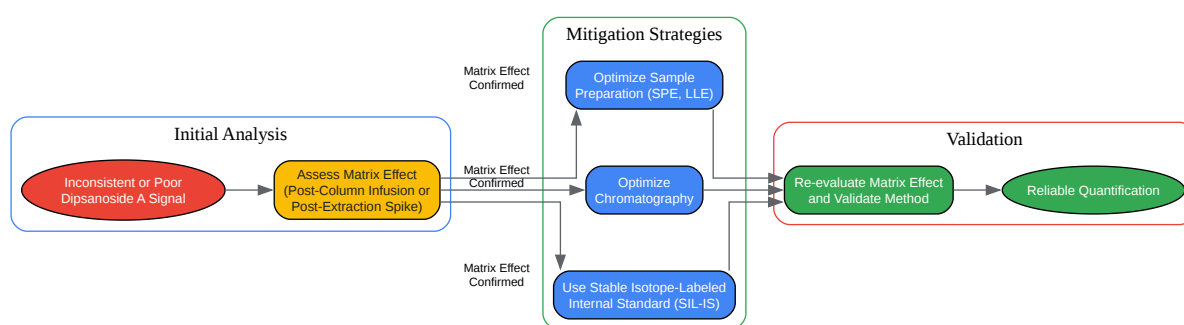 Initial Analysis
Inconsistent or Poor
Dipsanoside A Signal
Assess Matrix Effect
(Post-Column Infusion or
Post-Extraction Spike)
Matrix Effect
Confirmed
Matrix Effect
Confirmed
Matrix Effect
Confirmed
Mitigation Strategies
Optimize Sample
Preparation (SPE, LLE)
Optimize
Chromatography
Use Stable Isotope-Labeled
Internal Standard (SIL-IS)
Validation
Re-evaluate Matrix Effect
and Validate Method
Reliable Quantification